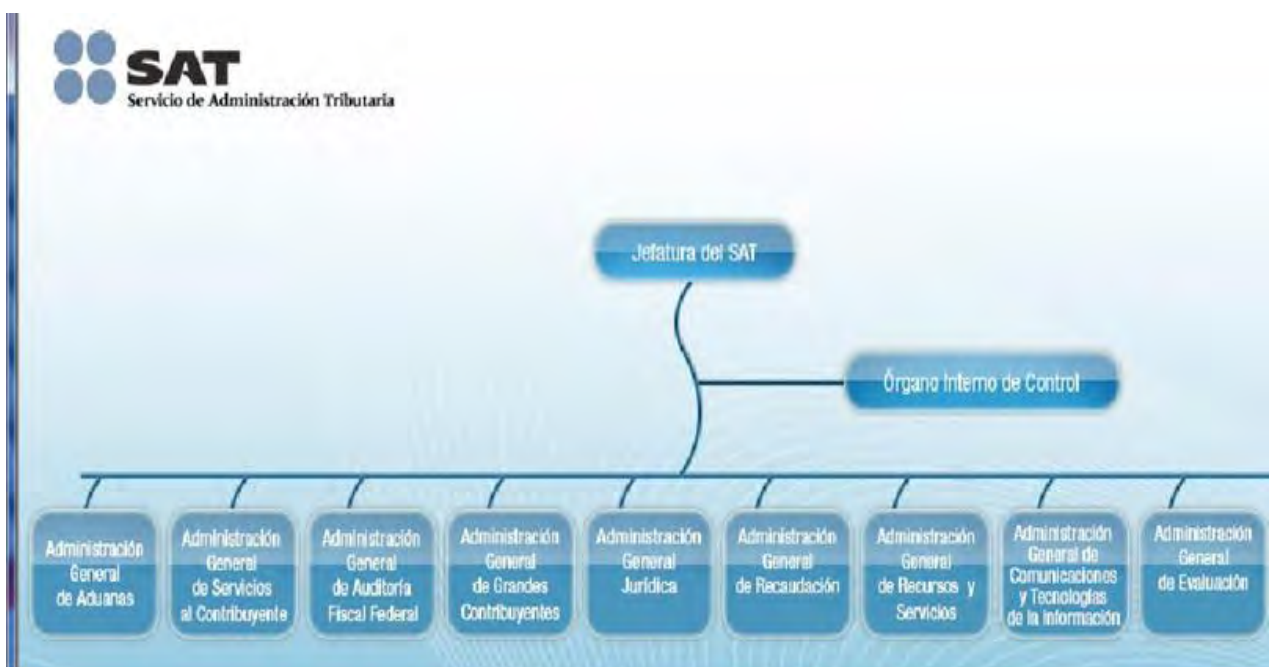 SAT
Servicio de Administración Tributaria
Jefatura del SAT
Órgano Interno de Control
Administración
General
de Aduanas
Administración
General
de Servicios
al Contribuyente
Administración
General
de Auditoría
Fiscal Federal
Administración
General
de Grandes
Contribuyentes
Administración
General
Jurídica
Administración
General
de Recaudación
Administración
General
de Recursos y
Servicios
Administración
General de
Comunicaciones
y Tecnologías
de la Información
Administración
General
de Evaluación